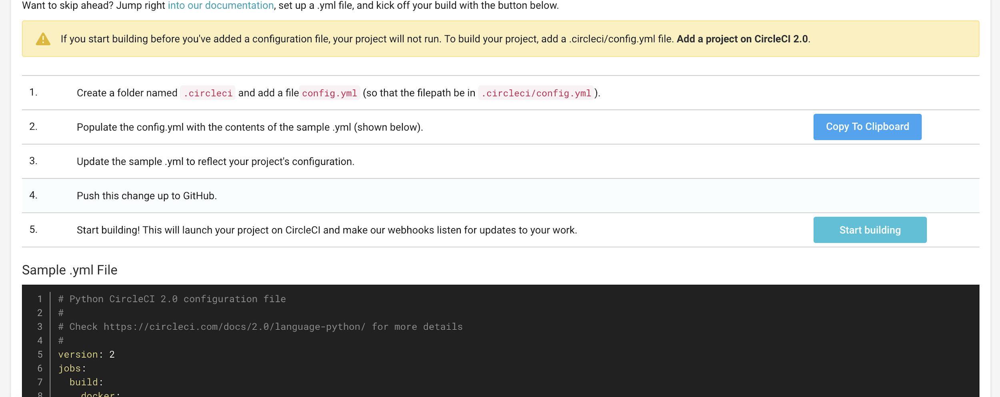 Want to skip ahead? Jump right into our documentation, set up a .yml file, and kick off your build with the button below.
If you start building before you've added a configuration file, your project will not run. To build your project, add a .circleci/config.yml file. Add a project on CircleCI 2.0.
1. Create a folder named .circleci and add a file config.yml (so that the filepath be in .circleci/config.yml ).
2. Populate the config.yml with the contents of the sample .yml (shown below). Copy To Clipboard
3. Update the sample .yml to reflect your project's configuration.
4. Push this change up to GitHub.
5. Start building! This will launch your project on CircleCI and make our webhooks listen for updates to your work. Start building
Sample .yml File
1 # Python CircleCI 2.0 configuration file
2 #
3 # Check https://circleci.com/docs/2.0/language-python/ for more details
4 #
5 version: 2
6 jobs:
7 build:
8 docker: